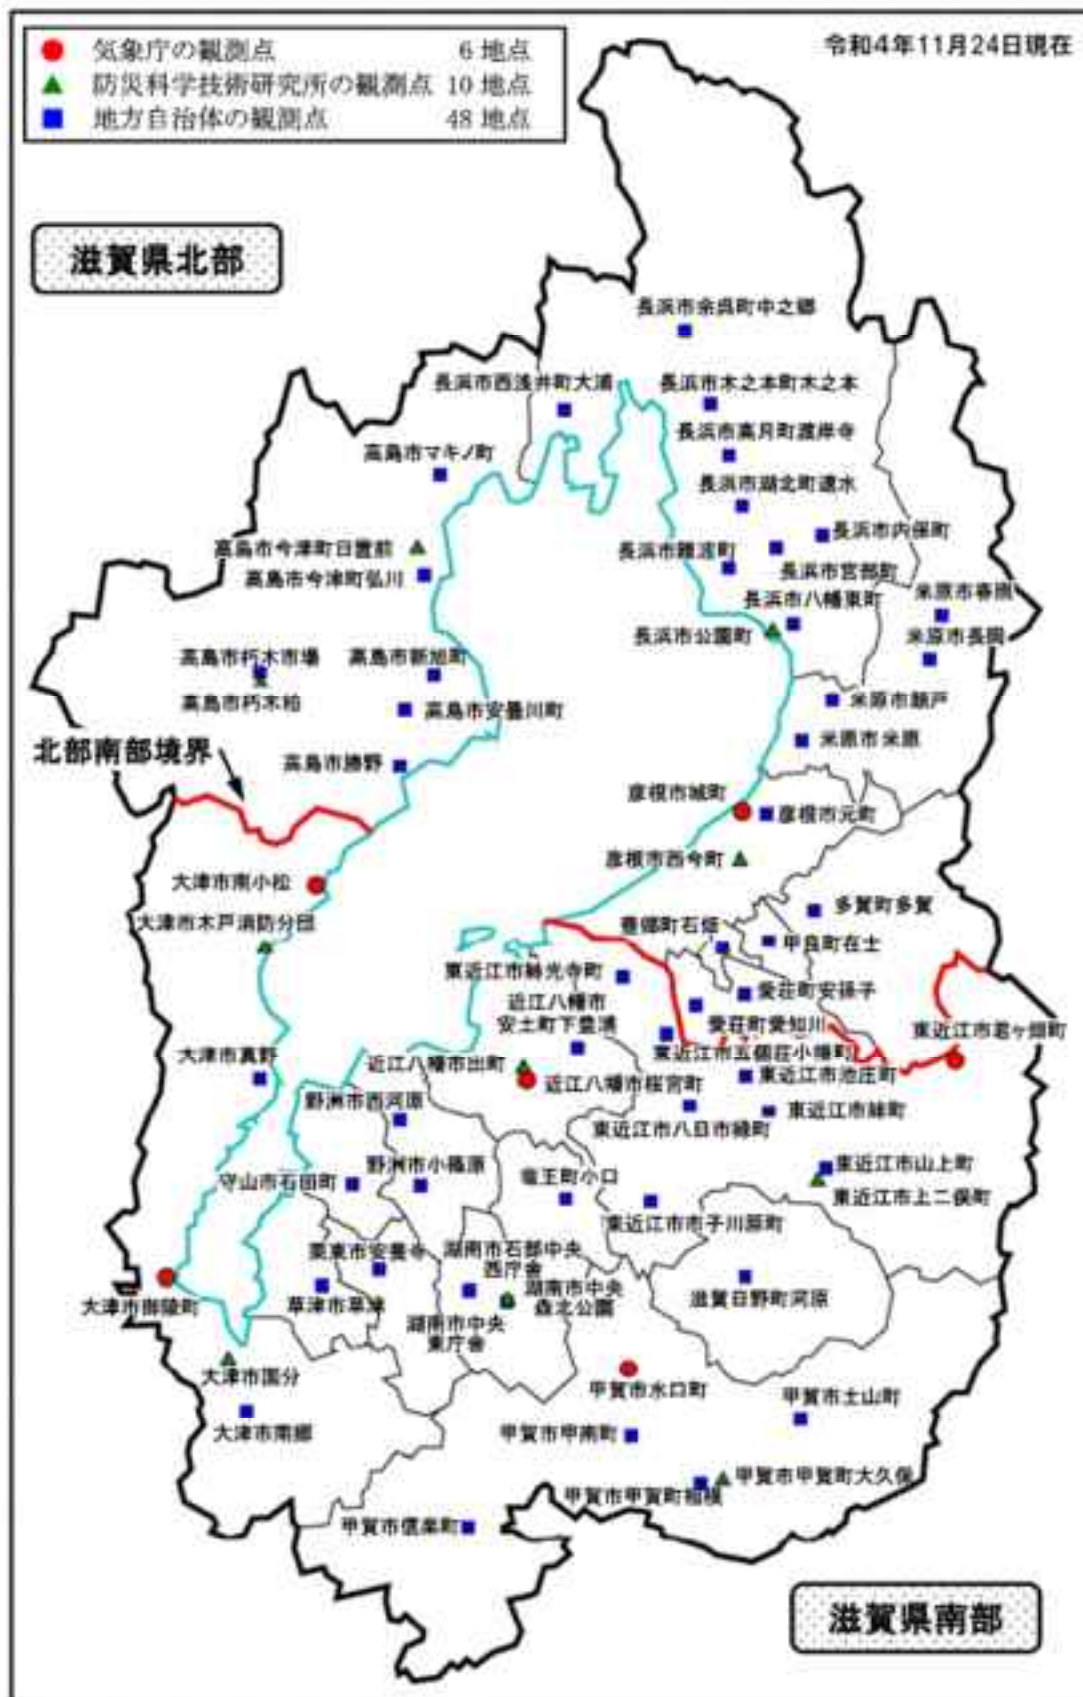 令和4年11月24日現在
気象庁の観測点 6 地点
防災科学技術研究所の観測点 10 地点
地方自治体の観測点 48 地点
滋賀県北部
長浜市余呉町中之郷
長浜市西浅井町大浦
長浜市木之本町木之本
長浜市高月町渡岸寺
高島市マキノ町
長浜市湖北町速水
長浜市内保町
高島市今津町日置前
長浜市難波町
高島市今津町弘川
長浜市宮部町
長浜市八幡東町
米原市春照
長浜市公園町
米原市長岡
高島市朽木市場
高島市新旭町
高島市朽木柏
高島市安曇川町
米原市顔戸
米原市米原
北部南部境界
高島市勝野
彦根市城町
彦根市元町
彦根市西今町
大津市南小松
多賀町多賀
大津市木戸消防分団
豊郷町石畑
甲良町在士
東近江市躰光寺町
愛荘町安孫子
近江八幡市
安土町下豊浦
愛荘町愛知川
東近江市君ヶ畑町
大津市真野
東近江市五個荘小幡町
近江八幡市出町
近江八幡市桜宮町
東近江市池庄町
野洲市西河原
東近江市八日市緑町
東近江市妹町
野洲市小篠原
守山市石田町
竜王町小口
東近江市山上町
東近江市上二俣町
東近江市市子川原町
栗東市安養寺
湖南市石部中央
西庁舎
湖南市中央
森北公園
滋賀日野町河原
大津市御陵町
草津市草津
湖南市中央
東庁舎
大津市国分
甲賀市水口町
甲賀市土山町
大津市南郷
甲賀市甲南町
甲賀市甲賀町大久保
甲賀市甲賀町相模
甲賀市信楽町
滋賀県南部